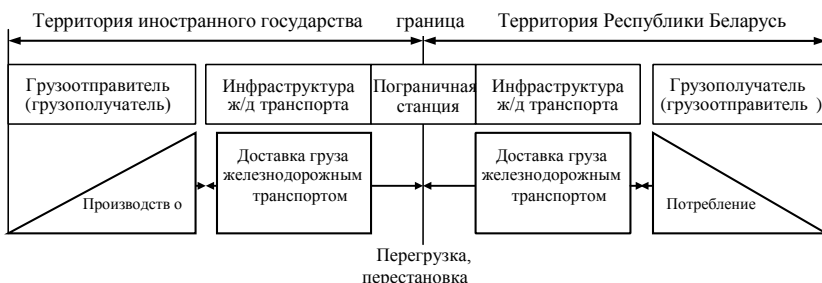 Территория иностранного государства граница Территория Республики Беларусь
Грузоотправитель
(грузополучатель)
Инфраструктура
ж/д транспорта
Пограничная
станция
Инфраструктура
ж/д транспорта
Грузополучатель
(грузоотправитель )
Производств о
Доставка груза
железнодорожным
транспортом
Доставка груза
железнодорожным
транспортом
Потребление
Перегрузка,
перестановка